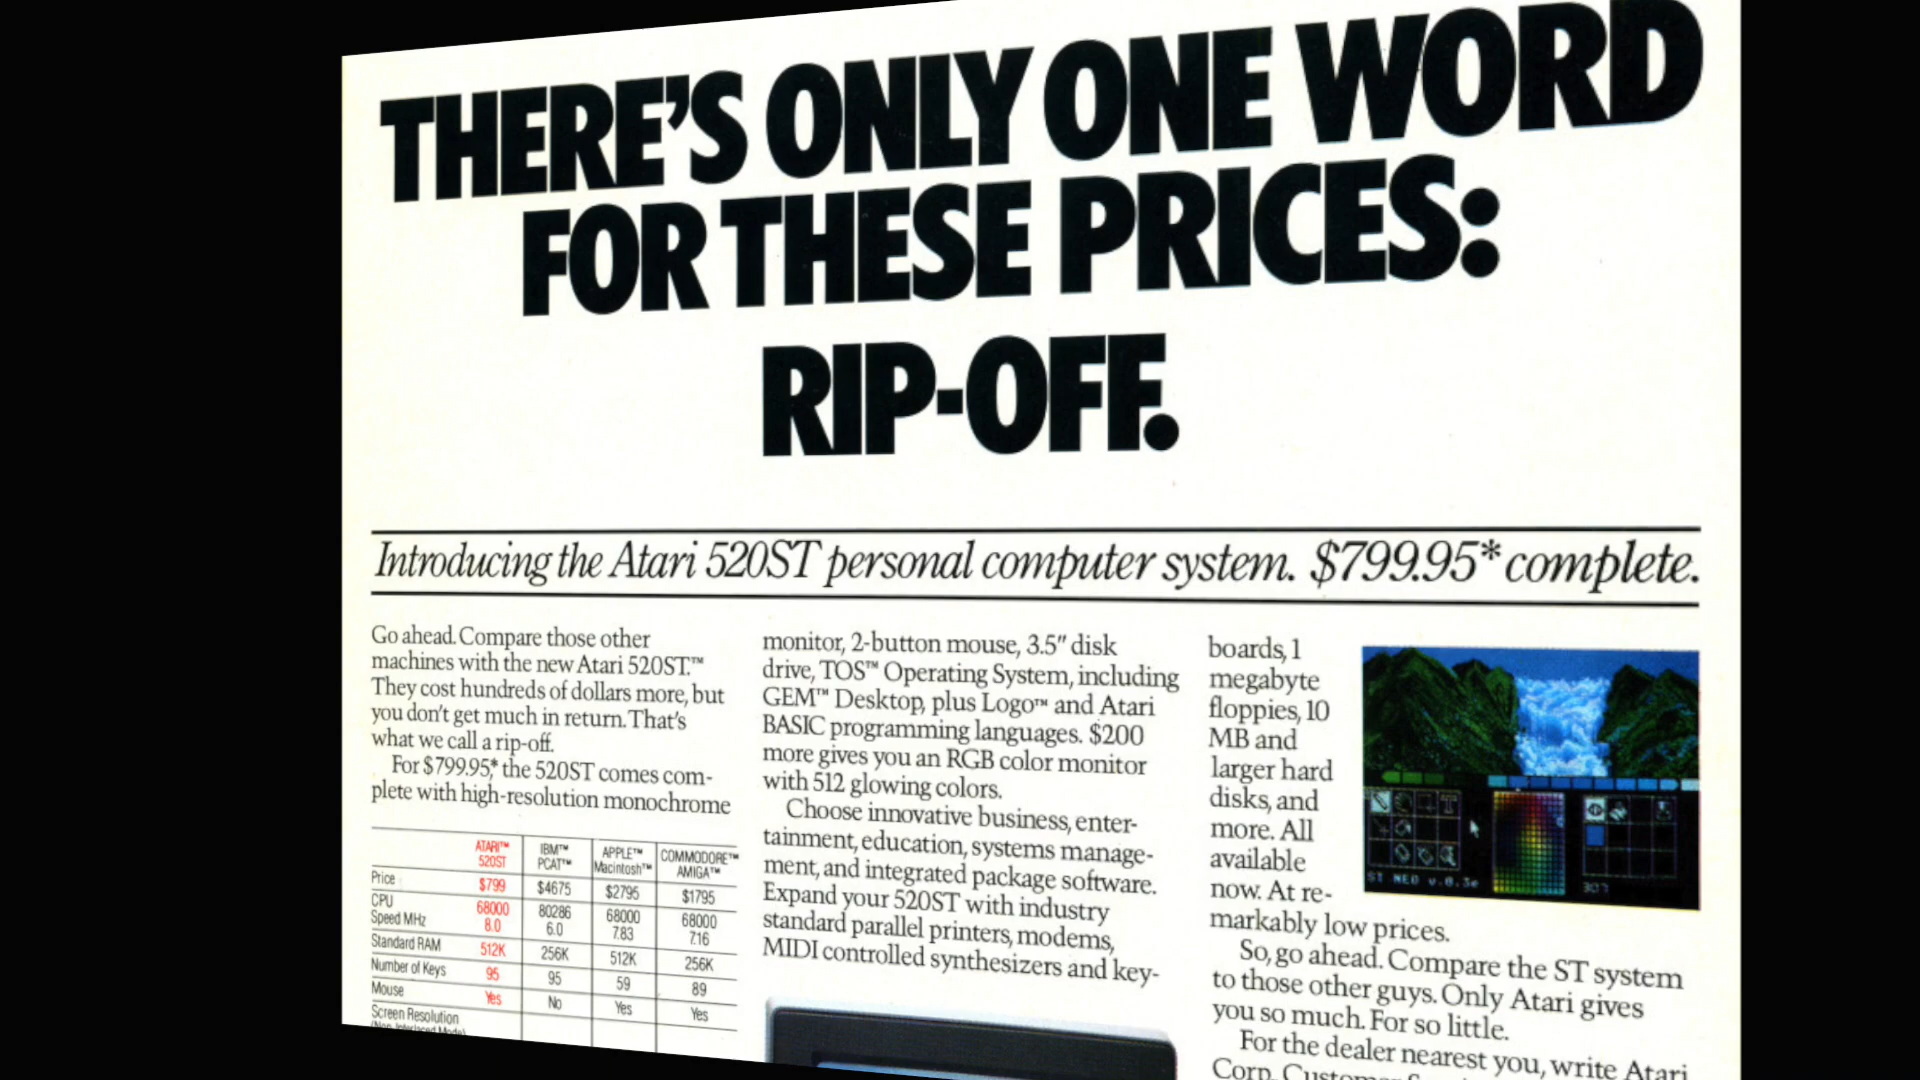 THERE'S ONLY ONE WORD
FOR THESE PRICES:
RIP-OFF.
Introducing the Atari 520ST personal computer system. $799.95* complete.
Go ahead. Compare those other
machines with the new Atari 520ST.™
They cost hundreds of dollars more, but
you don't get much in return. That's
what we call a rip-off.
For $799.95,* the 520ST comes com-
plete with high-resolution monochrome
ATARI™ 520ST IBM™ PCAT™ APPLE™ Macintosh™ COMMODORE™ AMIGA™
Price $799 $4675 $2795 $1795
CPU 68000 80286 68000 68000
Speed MHz 8.0 6.0 7.83 7.16
Standard RAM 512K 256K 512K 256K
Number of Keys 95 95 59 89
Mouse Yes No Yes Yes
Screen Resolution
(Non-Interlaced Mode)
monitor, 2-button mouse, 3.5" disk
drive, TOS™ Operating System, including
GEM™ Desktop, plus Logo™ and Atari
BASIC programming languages. $200
more gives you an RGB color monitor
with 512 glowing colors.
Choose innovative business, enter-
tainment, education, systems manage-
ment, and integrated package software.
Expand your 520ST with industry
standard parallel printers, modems,
MIDI controlled synthesizers and key-
boards, 1
megabyte
floppies, 10
MB and
larger hard
disks, and
more. All
available
now. At re-
markably low prices.
So, go ahead. Compare the ST system
to those other guys. Only Atari gives
you so much. For so little.
For the dealer nearest you, write Atari
Corp. Customer
ST NEO v.0.5e
307